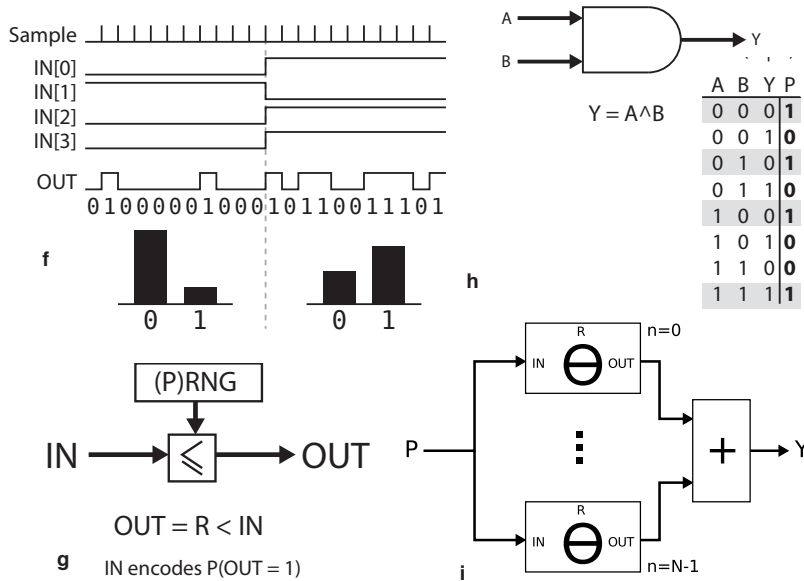 Sample
IN[0]
IN[1]
IN[2]
IN[3]
OUT
0100000100010110011101
0 1
0 1
f
A
B
Y
Y = A^B
A B Y P
0 0 0 1
0 0 1 0
0 1 0 1
0 1 1 0
1 0 0 1
1 0 1 0
1 1 0 0
1 1 1 1
h
(P)RNG
IN
≤
OUT
OUT = R < IN
IN encodes P(OUT = 1)
g
P
R
IN Θ OUT
n=0
R
IN Θ OUT
n=N-1
+
Y